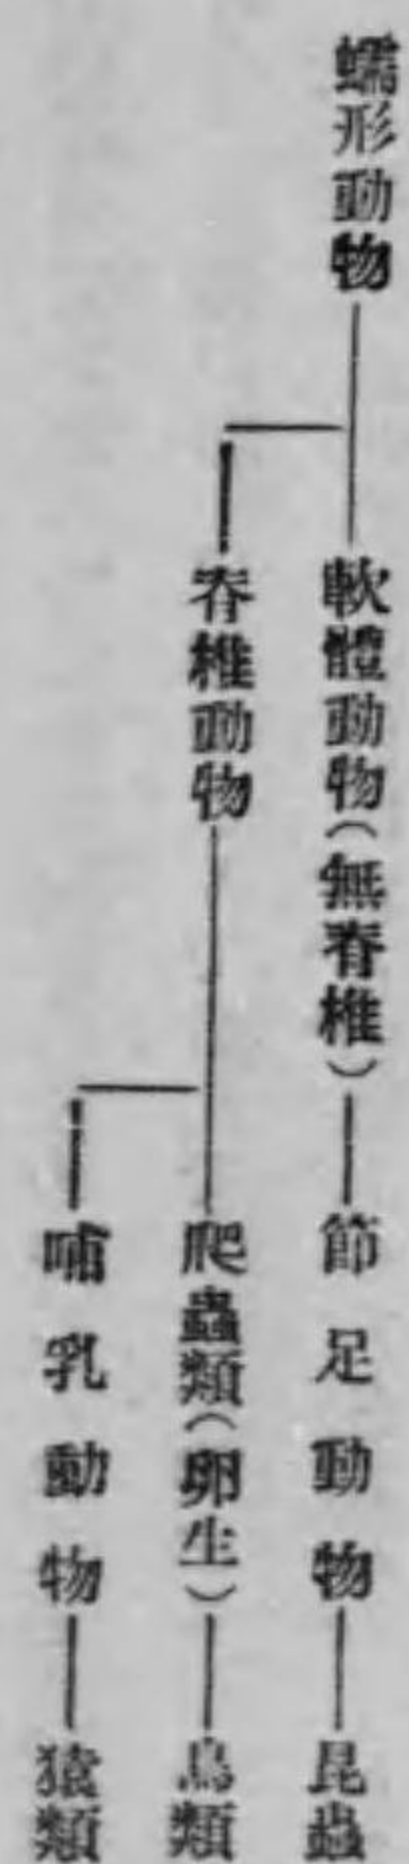 蠕形動物
軟體動物(無脊椎)
節足動物
昆蟲
脊椎動物
爬蟲類(卵生)
鳥類
哺乳動物
猿類